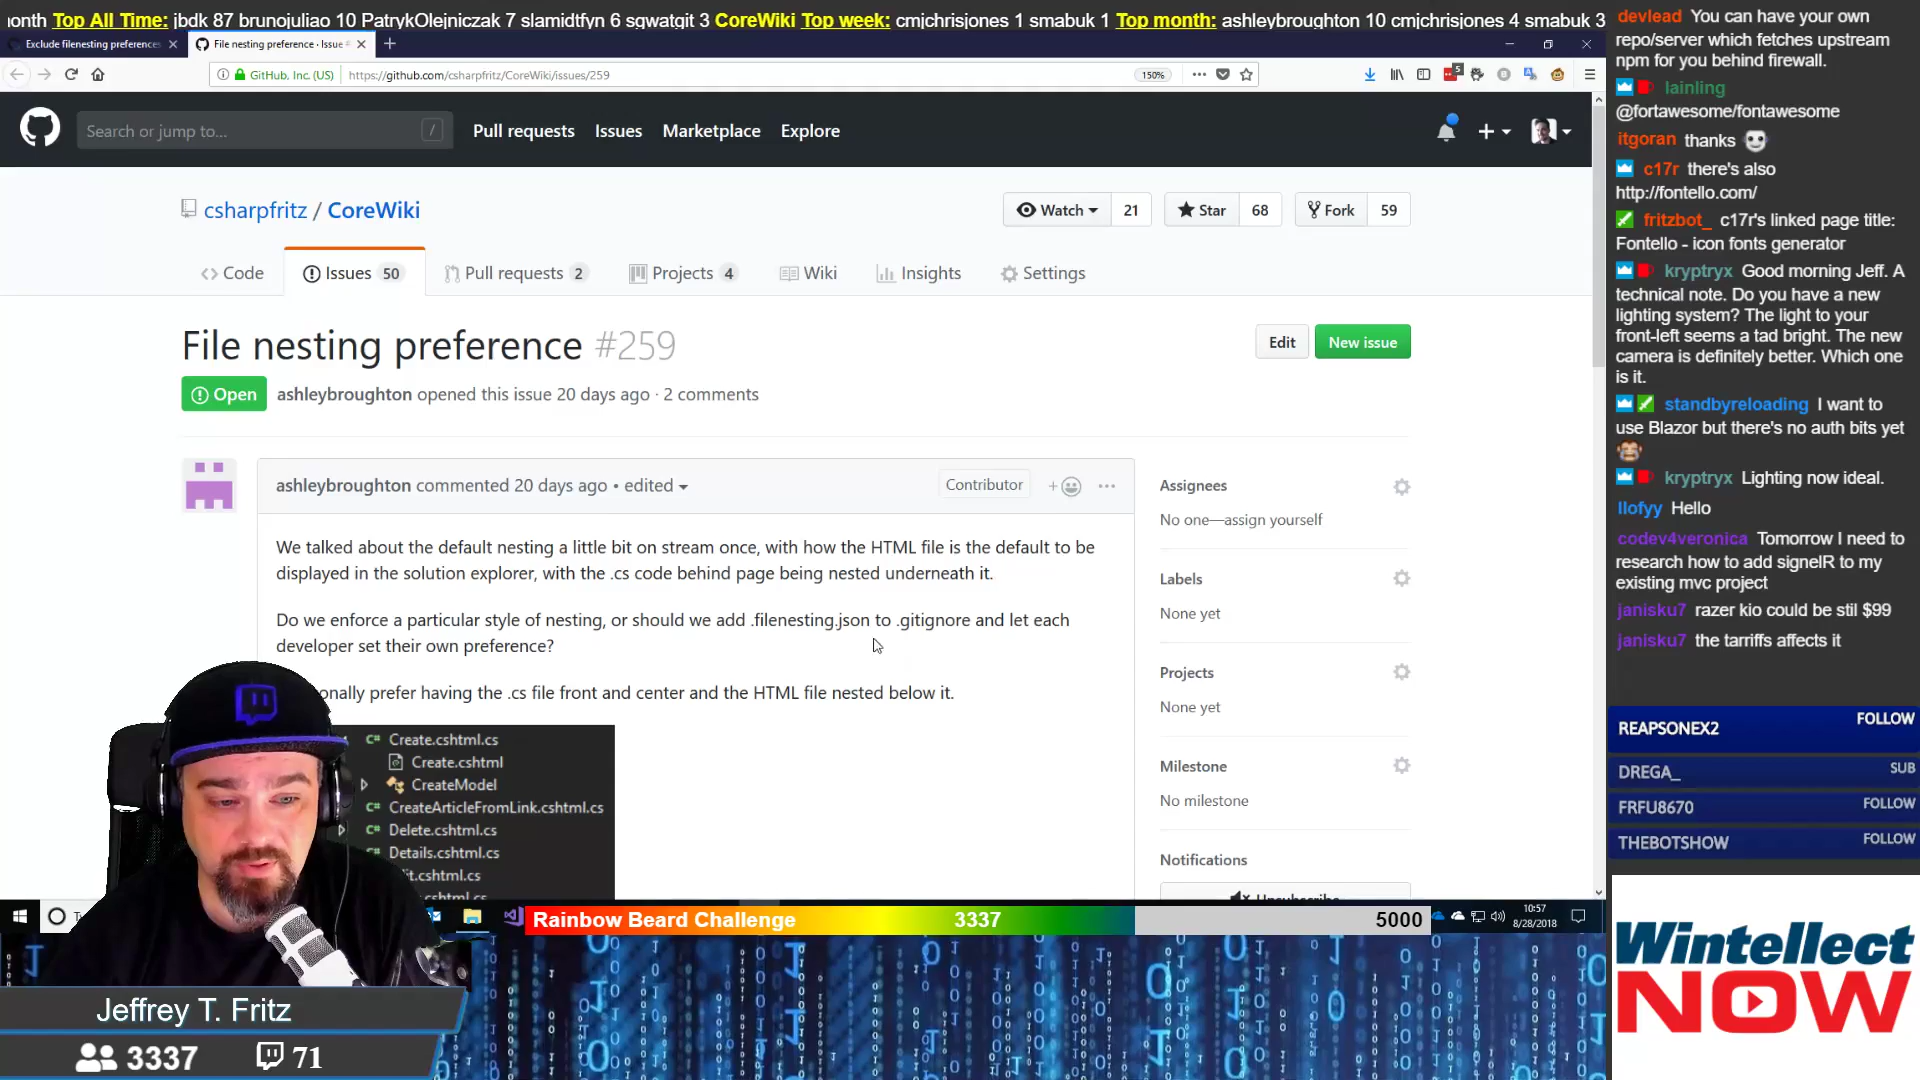 onth Top All Time: jbdk 87 brunojuliao 10 PatrykOlejniczak 7 slamidtfyn 6 sqwatgit 3 CoreWiki Top week: cmjchrisjones 1 smabuk 1 Top month: ashleybroughton 10 cmjchrisjones 4 smabuk 3
Exclude filenesting preferences
File nesting preference · Issue
GitHub, Inc. (US)
https://github.com/csharpfritz/CoreWiki/issues/259
150%
5
Search or jump to...
/
Pull requests Issues Marketplace Explore
csharpfritz / CoreWiki
Watch 21 Star 68 Fork 59
Code Issues 50 Pull requests 2 Projects 4 Wiki Insights Settings
File nesting preference #259
Edit New issue
Open ashleybroughton opened this issue 20 days ago · 2 comments
ashleybroughton commented 20 days ago • edited
Contributor
We talked about the default nesting a little bit on stream once, with how the HTML file is the default to be
displayed in the solution explorer, with the .cs code behind page being nested underneath it.
Do we enforce a particular style of nesting, or should we add .filenesting.json to .gitignore and let each
developer set their own preference?
onally prefer having the .cs file front and center and the HTML file nested below it.
C# Create.cshtml.cs
Create.cshtml
CreateModel
C# CreateArticleFromLink.cshtml.cs
C# Delete.cshtml.cs
C# Details.cshtml.cs
it.cshtml.cs
Assignees
No one—assign yourself
Labels
None yet
Projects
None yet
Milestone
No milestone
Notifications
Unsubscribe
Rainbow Beard Challenge 3337 5000
10:57
8/28/2018
Jeffrey T. Fritz
3337 71
devlead You can have your own
repo/server which fetches upstream
npm for you behind firewall.
lainling
@fortawesome/fontawesome
itgoran thanks
c17r there's also
http://fontello.com/
fritzbot_ c17r's linked page title:
Fontello - icon fonts generator
kryptryx Good morning Jeff. A
technical note. Do you have a new
lighting system? The light to your
front-left seems a tad bright. The new
camera is definitely better. Which one
is it.
standbyreloading I want to
use Blazor but there's no auth bits yet
kryptryx Lighting now ideal.
llofyy Hello
codev4veronica Tomorrow I need to
research how to add signelR to my
existing mvc project
janisku7 razer kio could be stil $99
janisku7 the tarriffs affects it
REAPSONEX2 FOLLOW
DREGA_ SUB
FRFU8670 FOLLOW
THEBOTSHOW FOLLOW
Wintellect
NOW